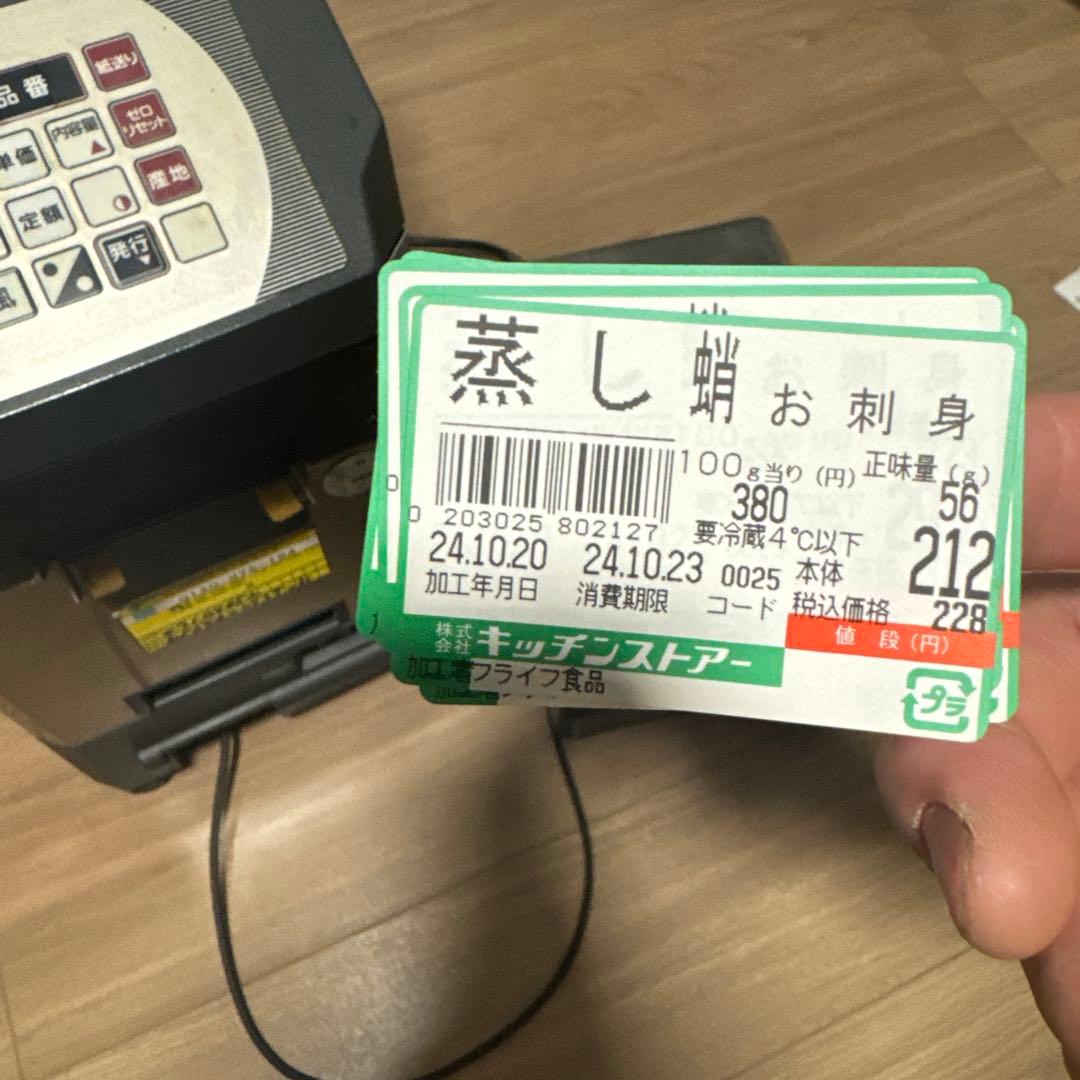 品番
紙送り
単価
内容量
ゼロ
リセット
定額
産地
風
発行
蒸し蛸お刺身
100g当り(円) 正味量(g)
380 56
0 203025 802127
要冷蔵4℃以下
24.10.20 24.10.23 0025 本体 212
加工年月日 消費期限 コード 税込価格 228
値段(円)
株式会社 キッチンストアー
加工者フライフ食品
プラ